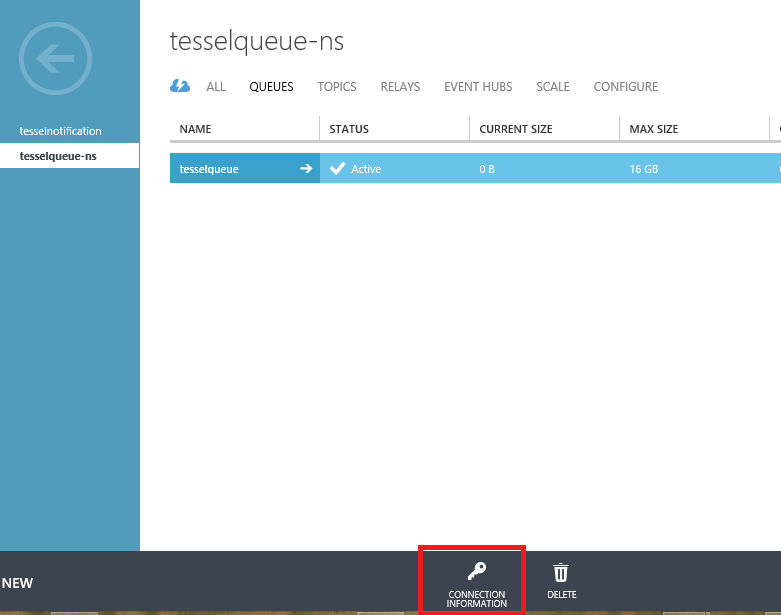 tesselqueue-ns
ALL QUEUES TOPICS RELAYS EVENT HUBS SCALE CONFIGURE
tesselnotification
tesselqueue-ns
NAME STATUS CURRENT SIZE MAX SIZE
tesselqueue Active 0 B 16 GB
NEW
CONNECTION
INFORMATION
DELETE